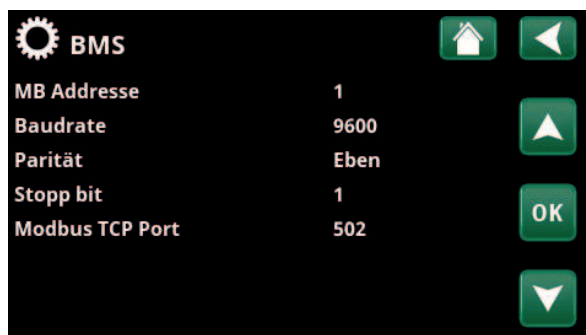 BMS
MB Addresse 1
Baudrate 9600
Parität Eben
Stopp bit 1
Modbus TCP Port 502
OK